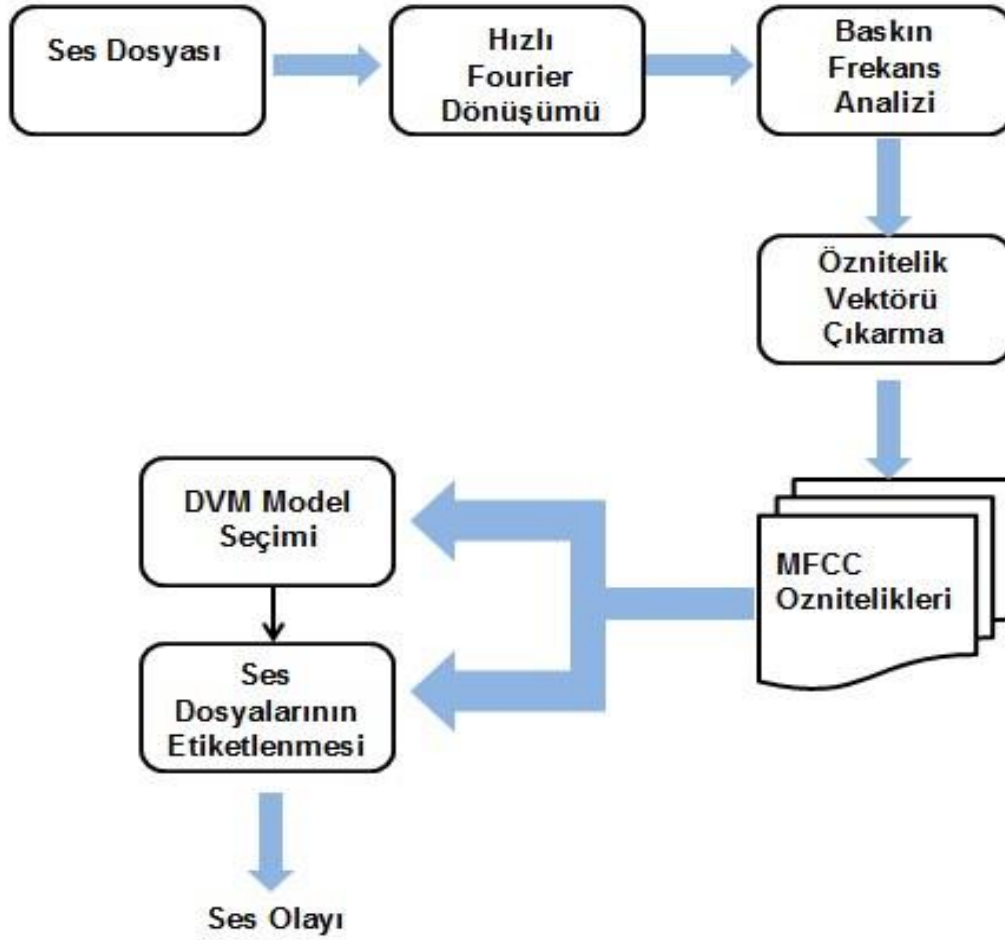 Ses Dosyası
Hızlı
Fourier
Dönüşümü
Baskın
Frekans
Analizi
Öznitelik
Vektörü
Çıkarma
MFCC
Oznitelikleri
DVM Model
Seçimi
Ses
Dosyalarının
Etiketlenmesi
Ses Olayı